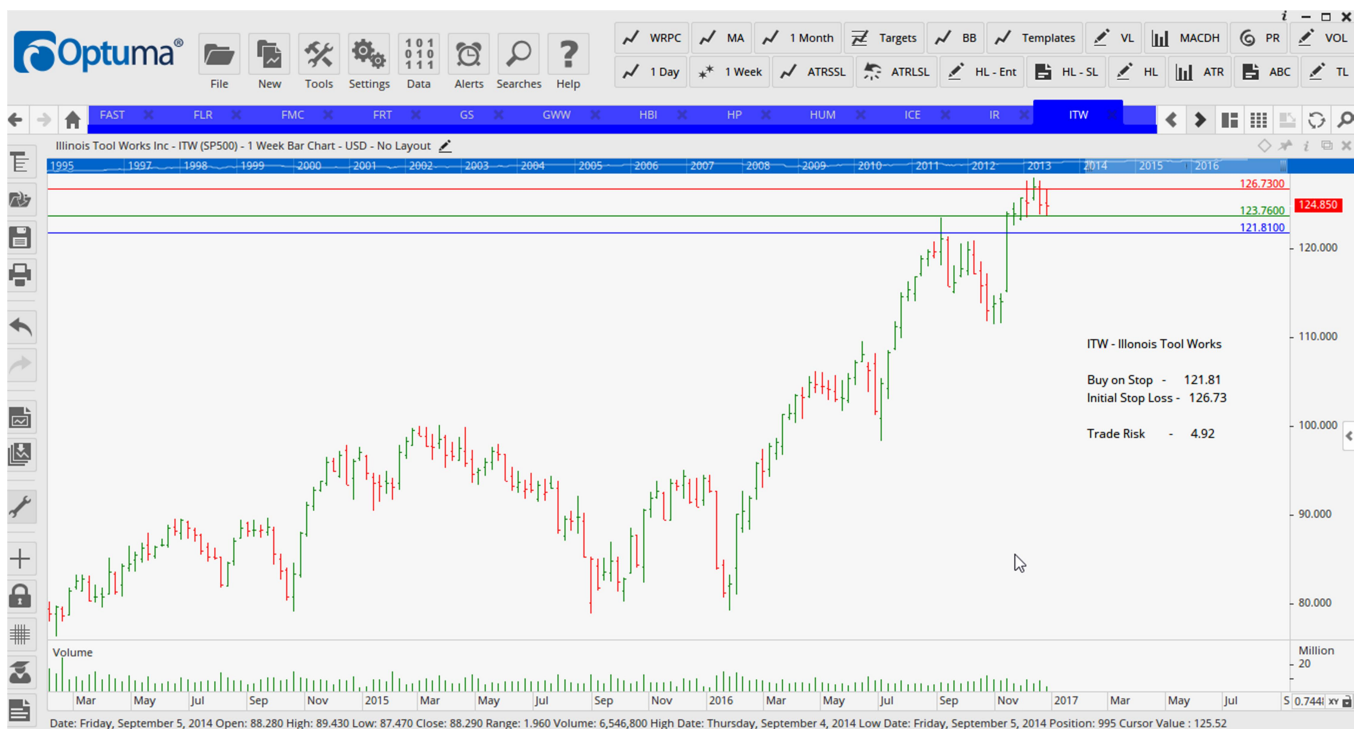 i
Optuma®
WRPC MA 1 Month Targets BB Templates VL MACDH PR VOL
1 Day 1 Week ATRSSL ATRLSL HL - Ent HL - SL HL ATR ABC TL
101
010
111
File New Tools Settings Data Alerts Searches Help
FAST FLR FMC FRT GS GWW HBI HP HUM ICE IR ITW
Illinois Tool Works Inc - ITW (SP500) - 1 Week Bar Chart - USD - No Layout
1995 1997 1998 1999 2000 2001 2002 2003 2005 2006 2007 2008 2009 2010 2011 2012 2013 2014 2015 2016
126.7300
124.850
123.7600
121.8100
120.000
110.000
ITW - Illonois Tool Works
Buy on Stop - 121.81
Initial Stop Loss - 126.73
100.000
Trade Risk - 4.92
90.000
80.000
Volume
Million
20
Mar May Jul Sep Nov 2015 Mar May Jul Sep Nov 2016 Mar May Jul Sep Nov 2017 Mar May Jul S 0.744 XY
Date: Friday, September 5, 2014 Open: 88.280 High: 89.430 Low: 87.470 Close: 88.290 Range: 1.960 Volume: 6,546,800 High Date: Thursday, September 4, 2014 Low Date: Friday, September 5, 2014 Position: 995 Cursor Value : 125.52